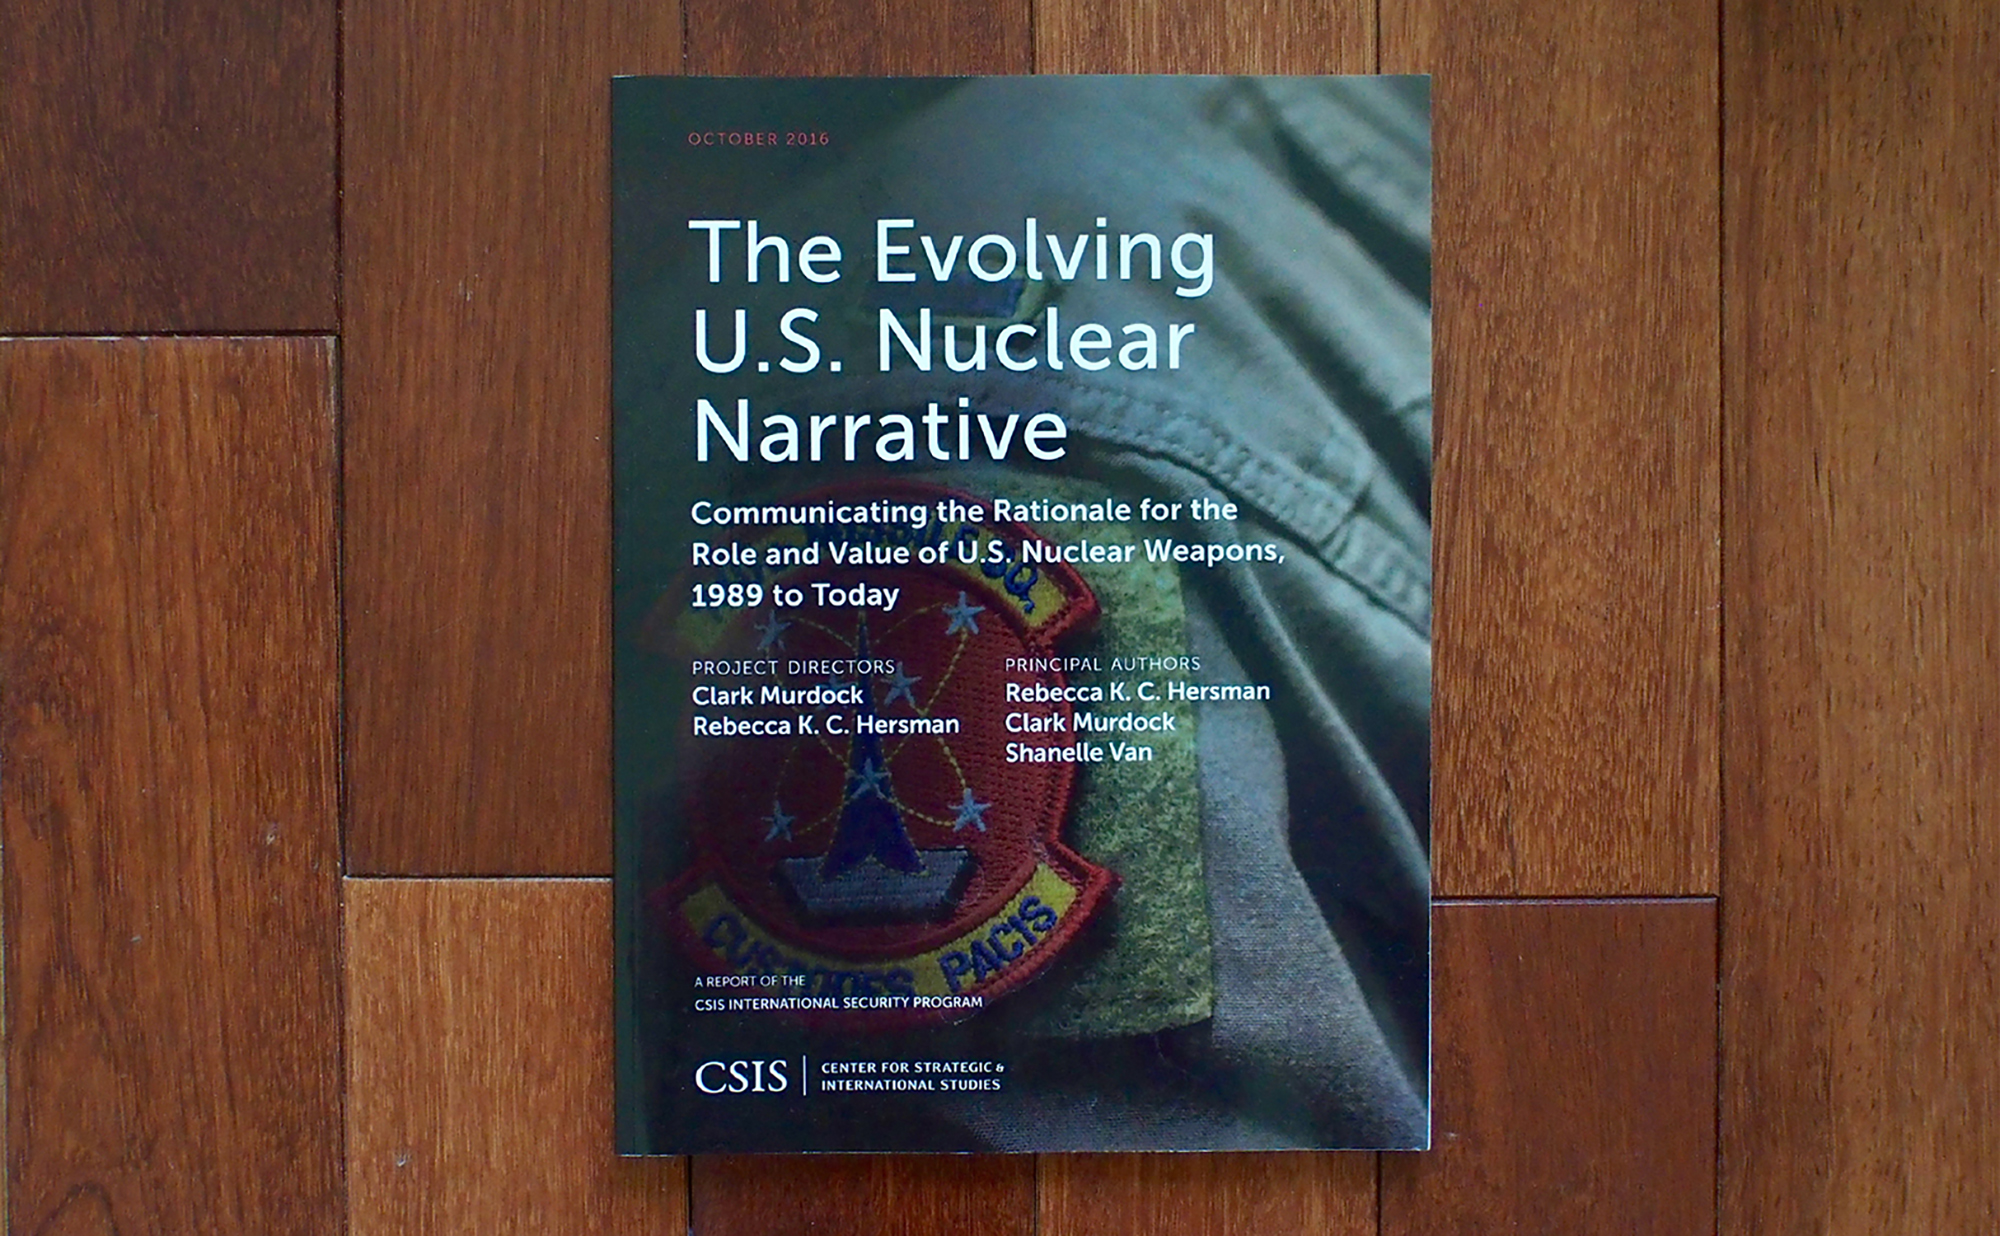 OCTOBER 2016
The Evolving
U.S. Nuclear
Narrative
Communicating the Rationale for the
Role and Value of U.S. Nuclear Weapons,
1989 to Today
PROJECT DIRECTORS
Clark Murdock
Rebecca K. C. Hersman
PRINCIPAL AUTHORS
Rebecca K. C. Hersman
Clark Murdock
Shanelle Van
SQ.
PACIS
A REPORT OF THE
CSIS INTERNATIONAL SECURITY PROGRAM
CSIS
CENTER FOR STRATEGIC &
INTERNATIONAL STUDIES